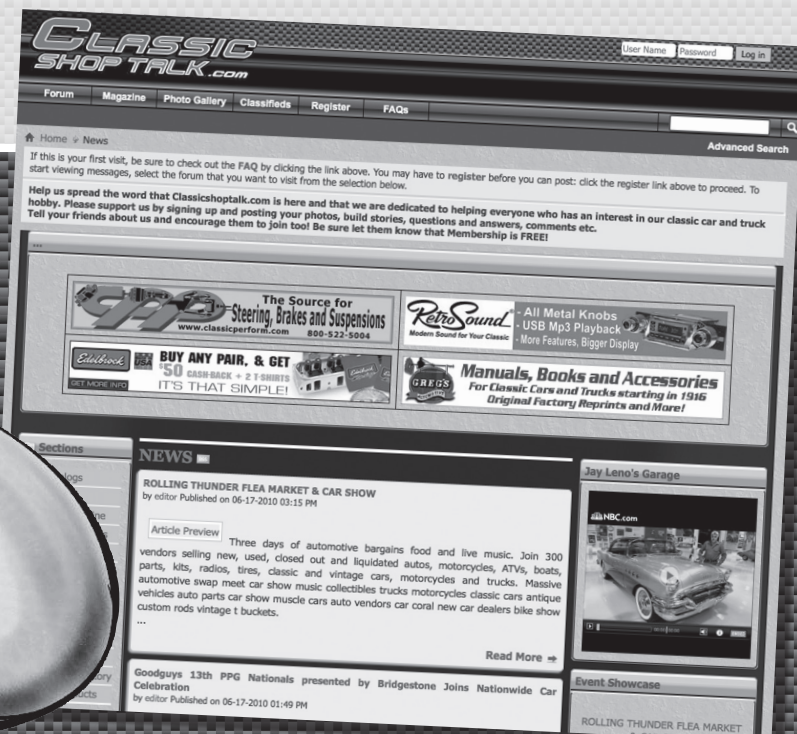 CLASSIC
SHOP TALK.com
User Name
Password
Log in
Forum
Magazine
Photo Gallery
Classifieds
Register
FAQs
Advanced Search
Home
News
If this is your first visit, be sure to check out the FAQ by clicking the link above. You may have to register before you can post: click the register link above to proceed. To
start viewing messages, select the forum that you want to visit from the selection below.
Help us spread the word that Classicshoptalk.com is here and that we are dedicated to helping everyone who has an interest in our classic car and truck
hobby. Please support us by signing up and posting your photos, build stories, questions and answers, comments etc.
Tell your friends about us and encourage them to join too! Be sure let them know that Membership is FREE!
...
CPP
The Source for
Steering, Brakes and Suspensions
www.classicperform.com 800-522-5004
RetroSound
Modern Sound for Your Classic
- All Metal Knobs
- USB Mp3 Playback
- More Features, Bigger Display
Edelbrock
GET MORE INFO
BUY ANY PAIR, & GET
$50 CASH-BACK + 2 T-SHIRTS
IT'S THAT SIMPLE!
GREG'S
Manuals, Books and Accessories
For Classic Cars and Trucks starting in 1916
Original Factory Reprints and More!
Sections
ogs
ne
ory
ucts
NEWS
ROLLING THUNDER FLEA MARKET & CAR SHOW
by editor Published on 06-17-2010 03:15 PM
Article Preview
Three days of automotive bargains food and live music. Join 300
vendors selling new, used, closed out and liquidated autos, motorcycles, ATVs, boats,
parts, kits, radios, tires, classic and vintage cars, motorcycles and trucks. Massive
automotive swap meet car show music collectibles trucks motorcycles classic cars antique
vehicles auto parts car show muscle cars auto vendors car coral new car dealers bike show
custom rods vintage t buckets.
...
Read More
Goodguys 13th PPG Nationals presented by Bridgestone Joins Nationwide Car
Celebration
by editor Published on 06-17-2010 01:49 PM
Jay Leno's Garage
NBC.com
Event Showcase
ROLLING THUNDER FLEA MARKET